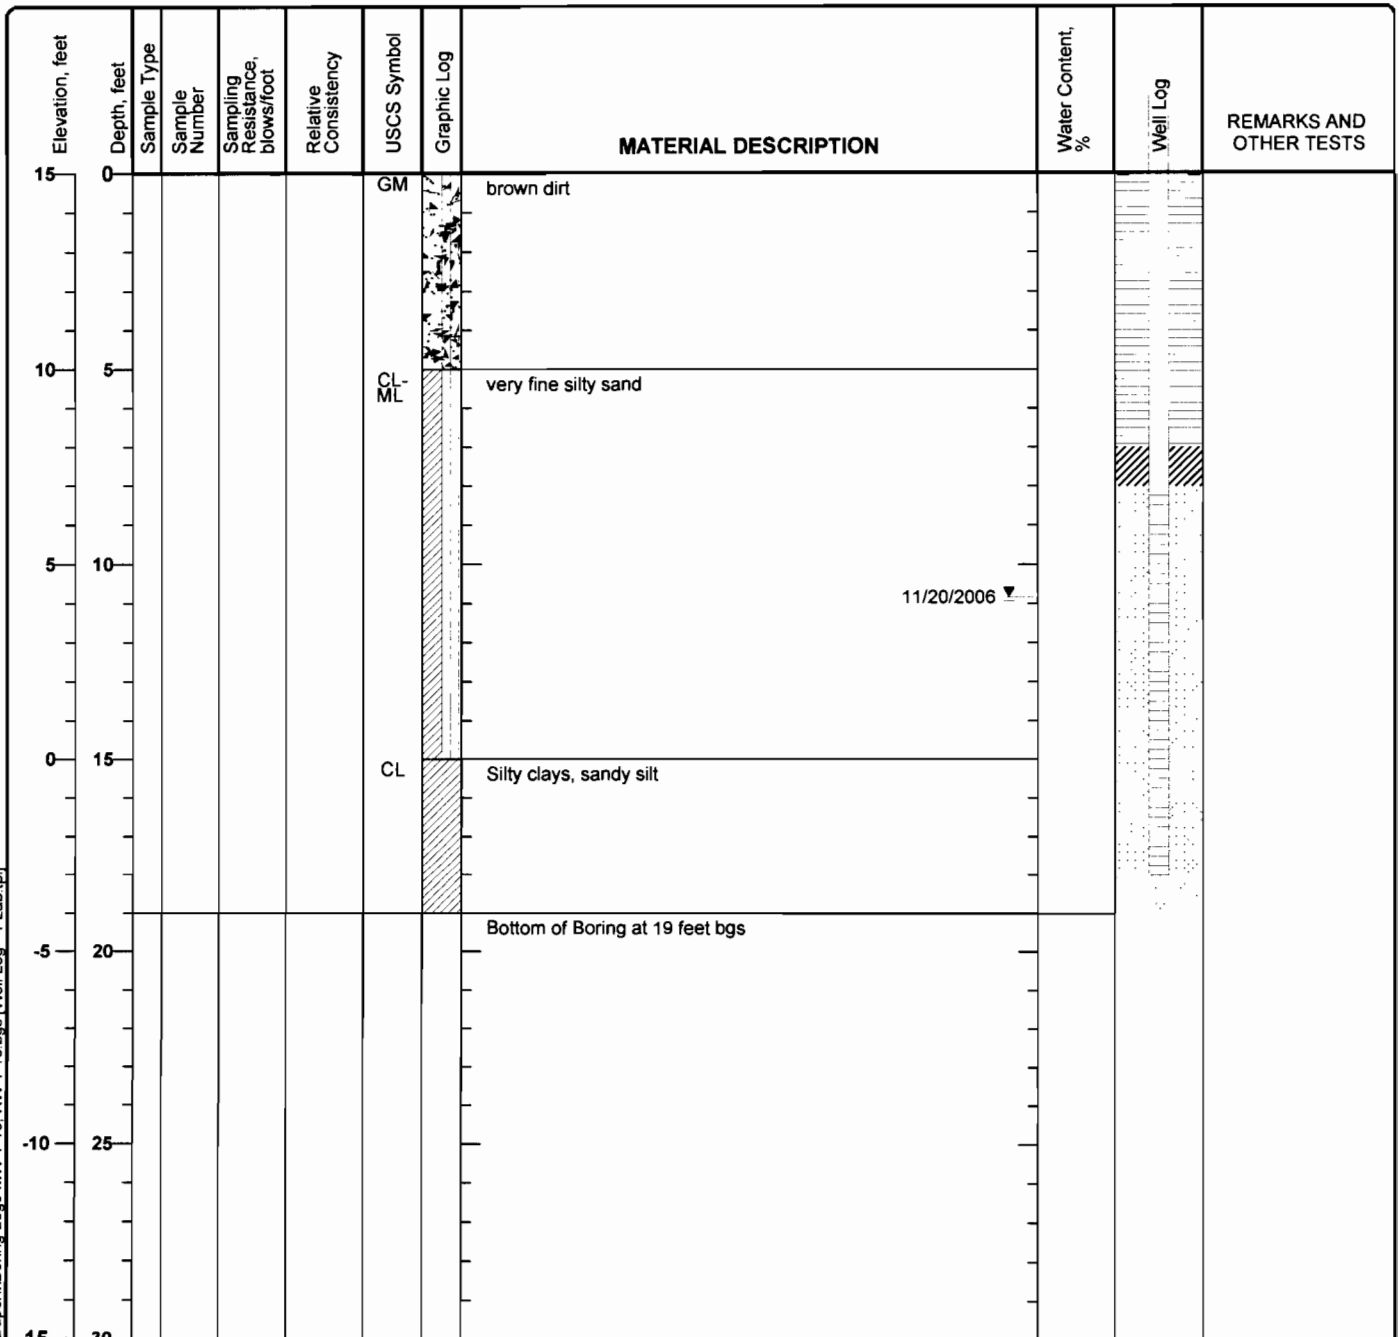 Elevation, feet
Depth, feet
Sample Type
Sample
Number
Sampling
Resistance,
blows/foot
Relative
Consistency
USCS Symbol
Graphic Log
MATERIAL DESCRIPTION
Water Content,
%
Well Log
REMARKS AND
OTHER TESTS
15 0
GM brown dirt
10 5
CL-
ML
very fine silty sand
5 10
11/20/2006
0 15
CL Silty clays, sandy silt
Bottom of Boring at 19 feet bgs
-5 20
-10 25